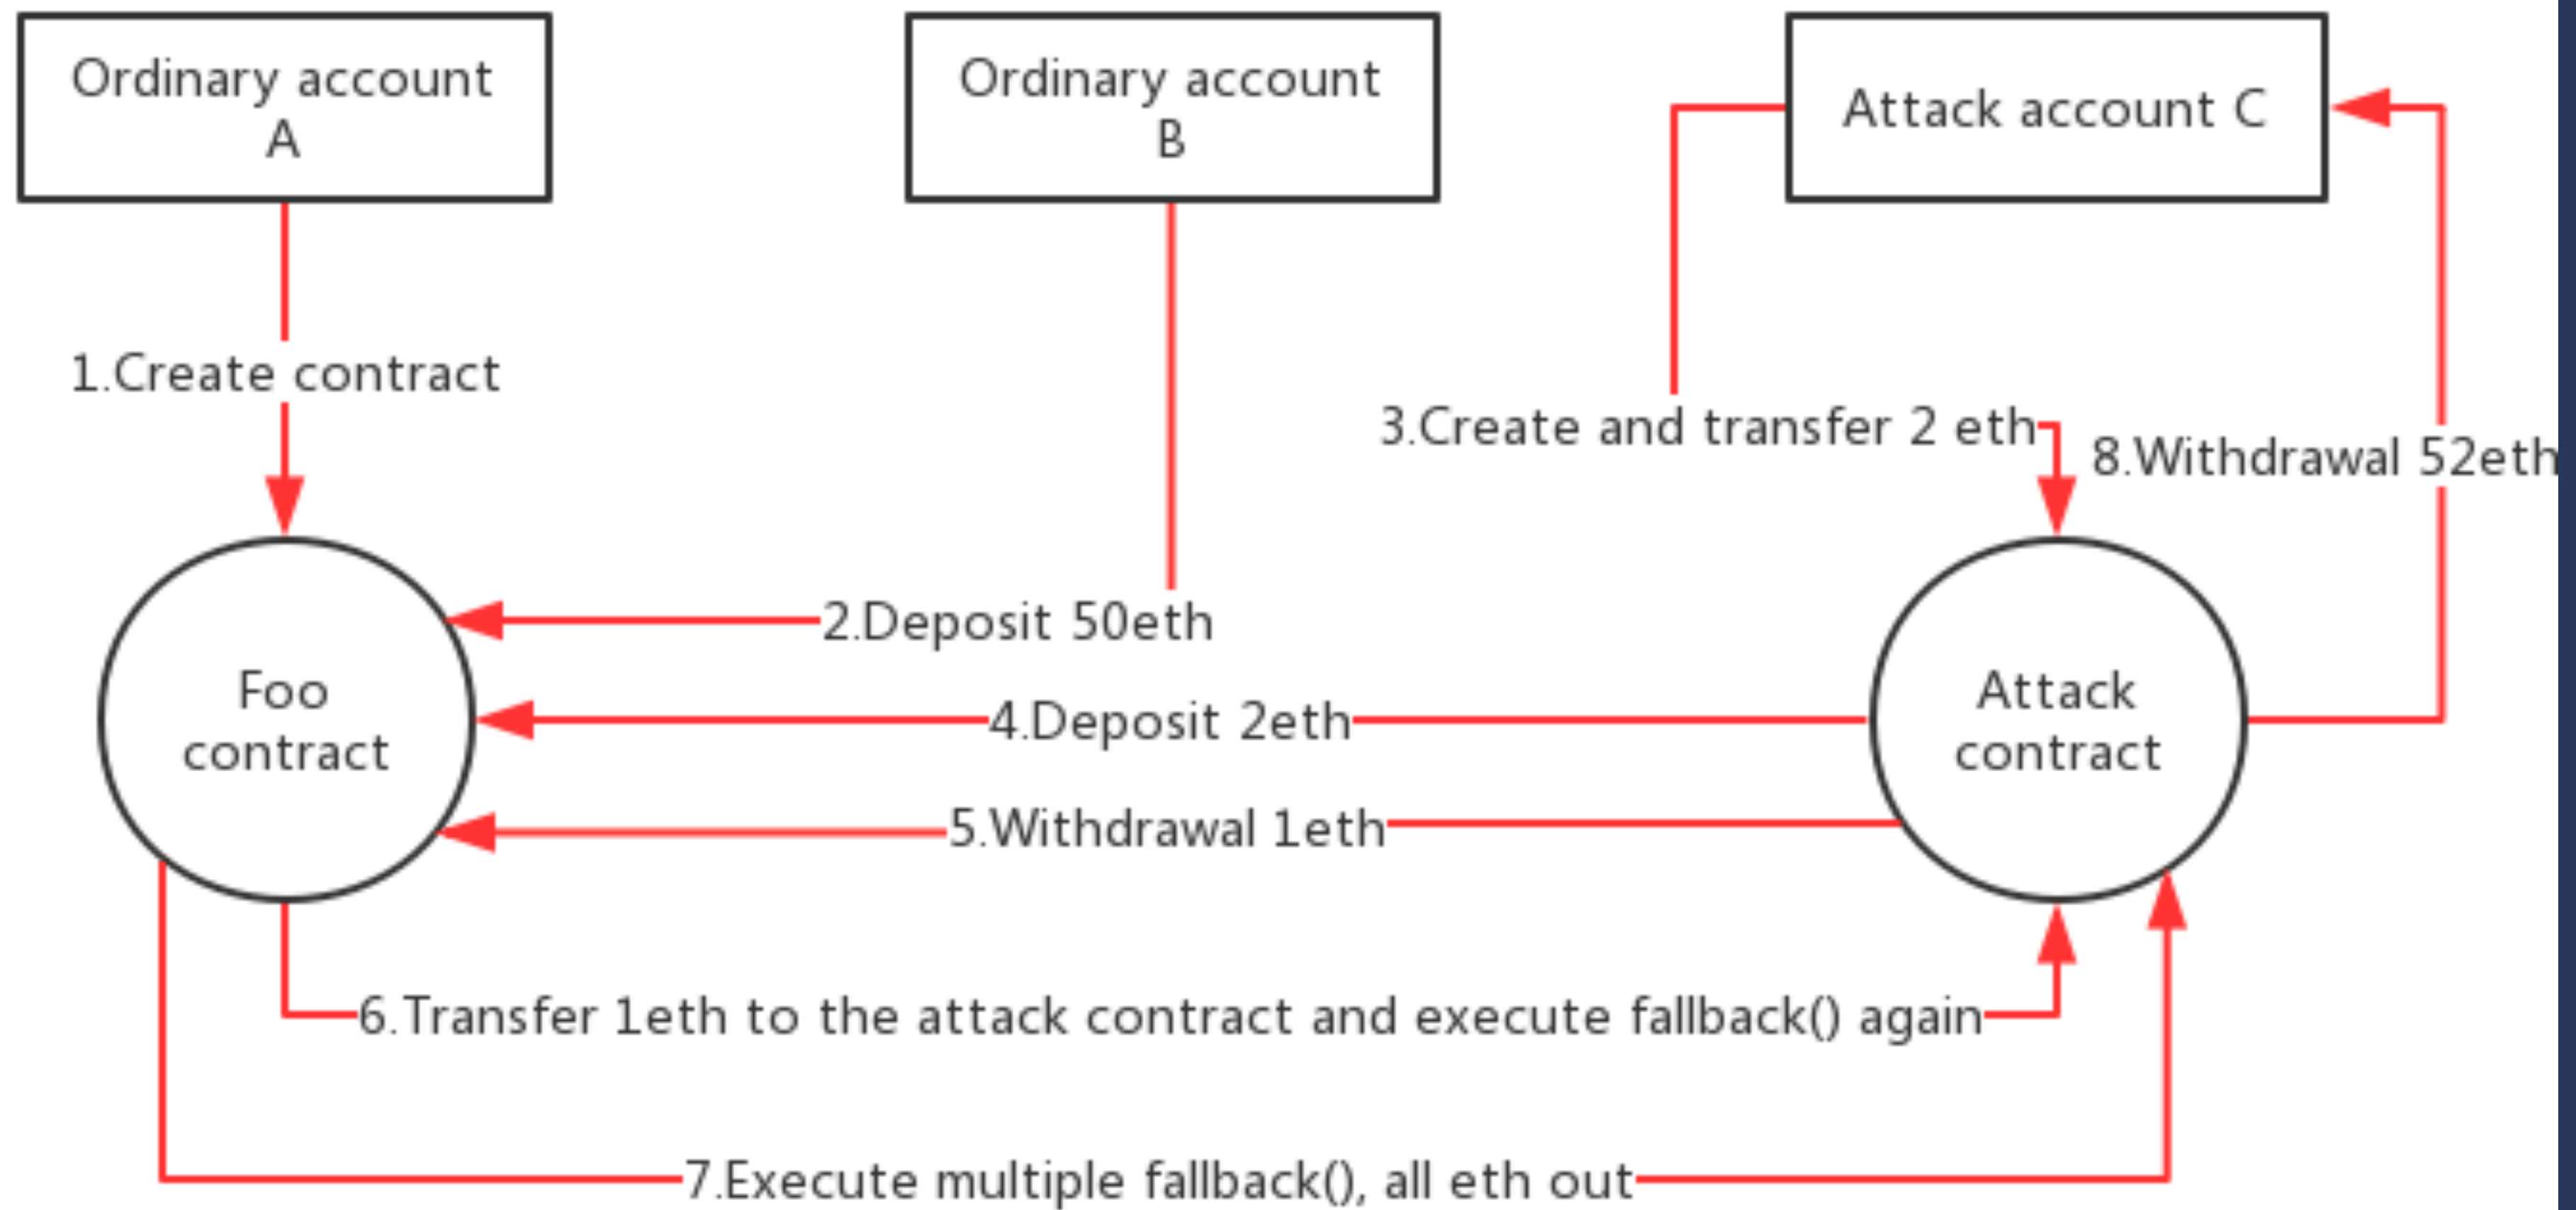 Ordinary account
A
Ordinary account
B
Attack account C
1.Create contract
3.Create and transfer 2 eth
8.Withdrawal 52eth
2.Deposit 50eth
Foo
contract
4.Deposit 2eth
Attack
contract
5.Withdrawal 1eth
6.Transfer 1eth to the attack contract and execute fallback() again
7.Execute multiple fallback(), all eth out